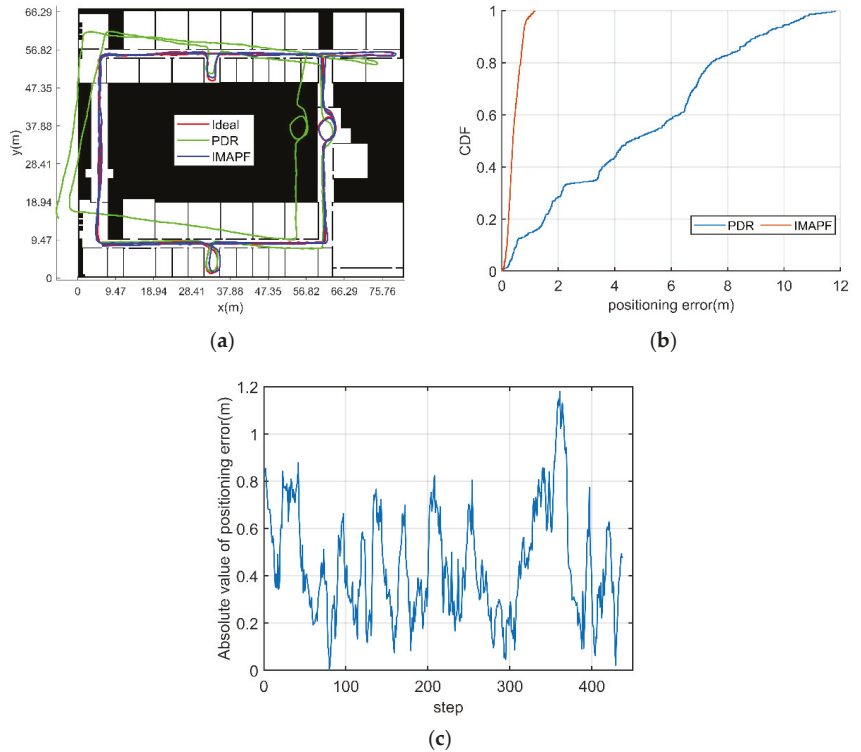 66.29
56.82
47.35
37.88
28.41
18.94
9.47
0
y(m)
Ideal
PDR
IMAPF
0 9.47 18.94 28.41 37.88 47.35 56.82 66.29 75.76
x(m)
(a)
1
0.8
0.6
0.4
0.2
0
CDF
PDR IMAPF
0 2 4 6 8 10 12
positioning error(m)
(b)
1.2
1
0.8
0.6
0.4
0.2
0
Absolute value of positioning error(m)
0 100 200 300 400
step
(c)